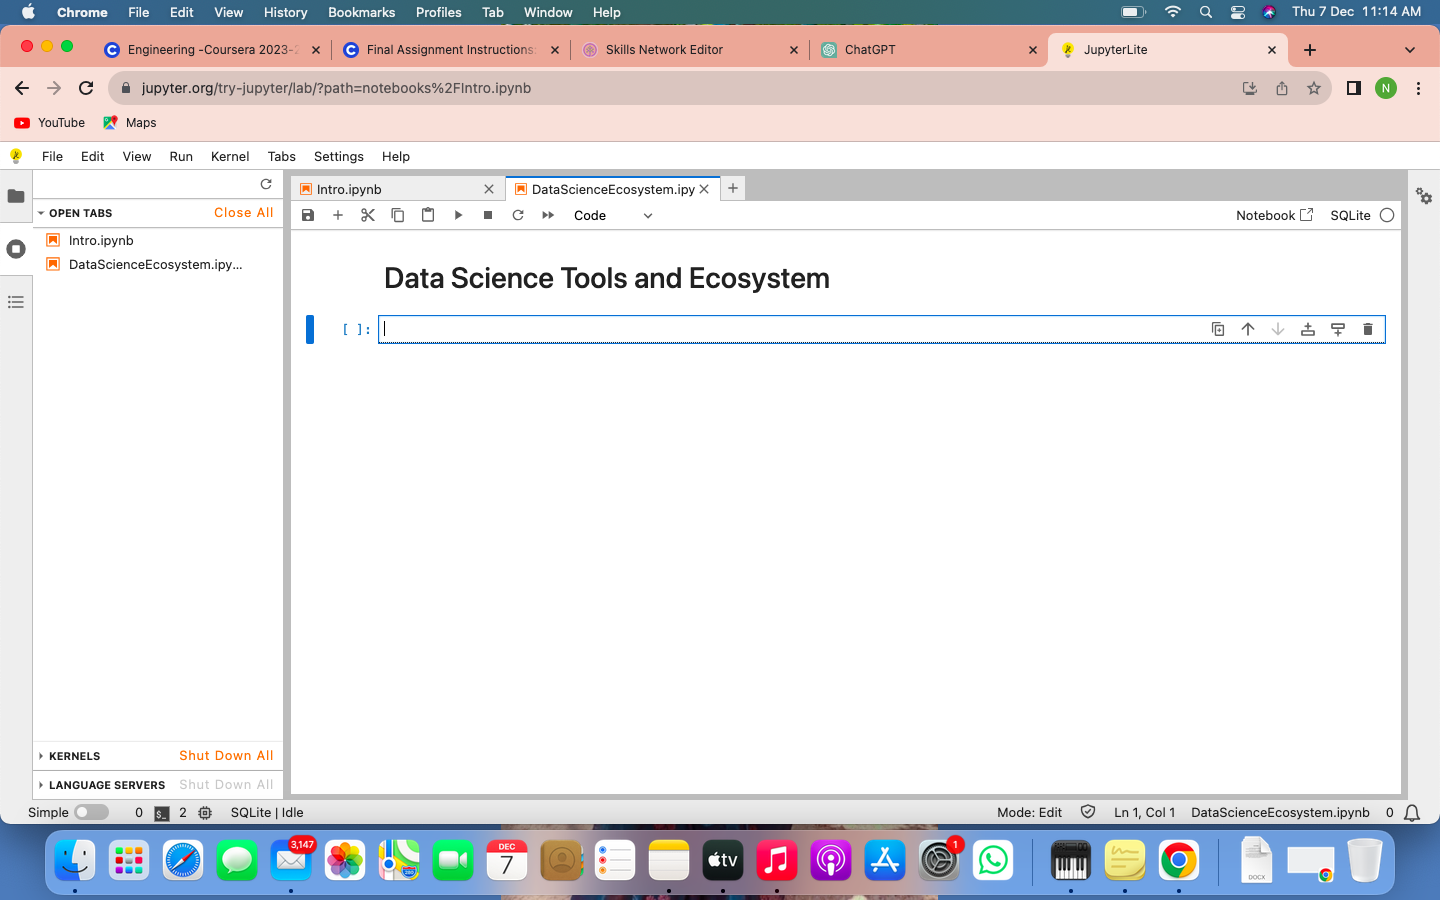 Chrome File Edit View History Bookmarks Profiles Tab Window Help Thu 7 Dec 11:14 AM
Engineering -Coursera 2023-2 Final Assignment Instructions: Skills Network Editor ChatGPT JupyterLite
jupyter.org/try-jupyter/lab/?path=notebooks%2FIntro.ipynb N
YouTube Maps
File Edit View Run Kernel Tabs Settings Help
Intro.ipynb DataScienceEcosystem.ipy
OPEN TABS Close All
Code Notebook SQLite
Intro.ipynb
DataScienceEcosystem.ipy...
Data Science Tools and Ecosystem
[ ]:
KERNELS Shut Down All
LANGUAGE SERVERS Shut Down All
Simple 0 $_ 2 SQLite | Idle Mode: Edit Ln 1, Col 1 DataScienceEcosystem.ipynb 0
3,147 DEC 7 tv 1 DOCX